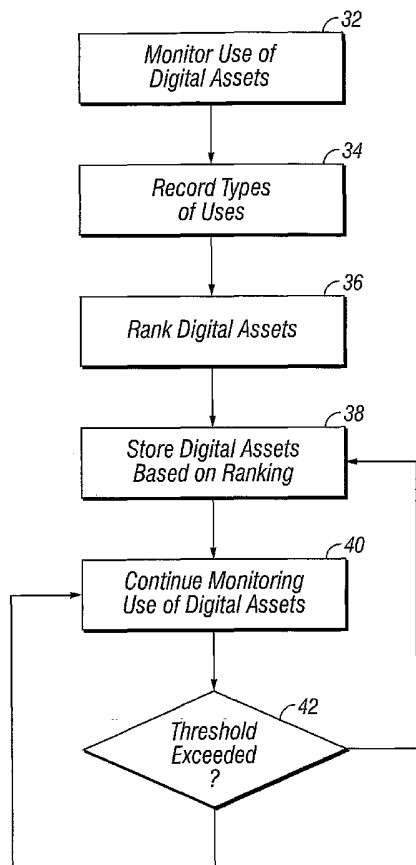 32
Monitor Use of
Digital Assets
34
Record Types
of Uses
36
Rank Digital Assets
38
Store Digital Assets
Based on Ranking
40
Continue Monitoring
Use of Digital Assets
42
Threshold
Exceeded
?